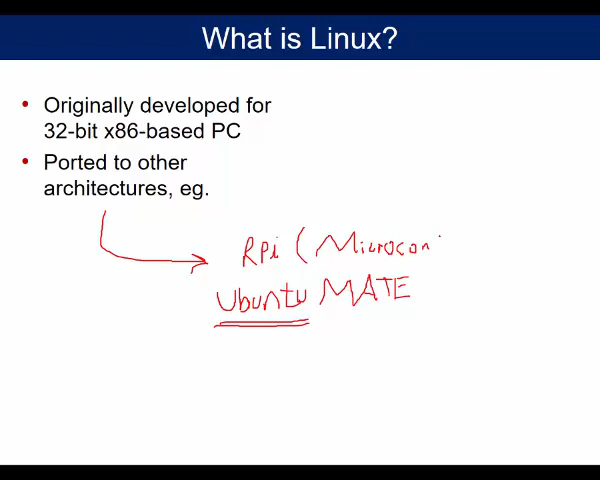 What is Linux?
• Originally developed for
32-bit x86-based PC
• Ported to other
architectures, eg.
RPi (Microcon
Ubuntu MATE